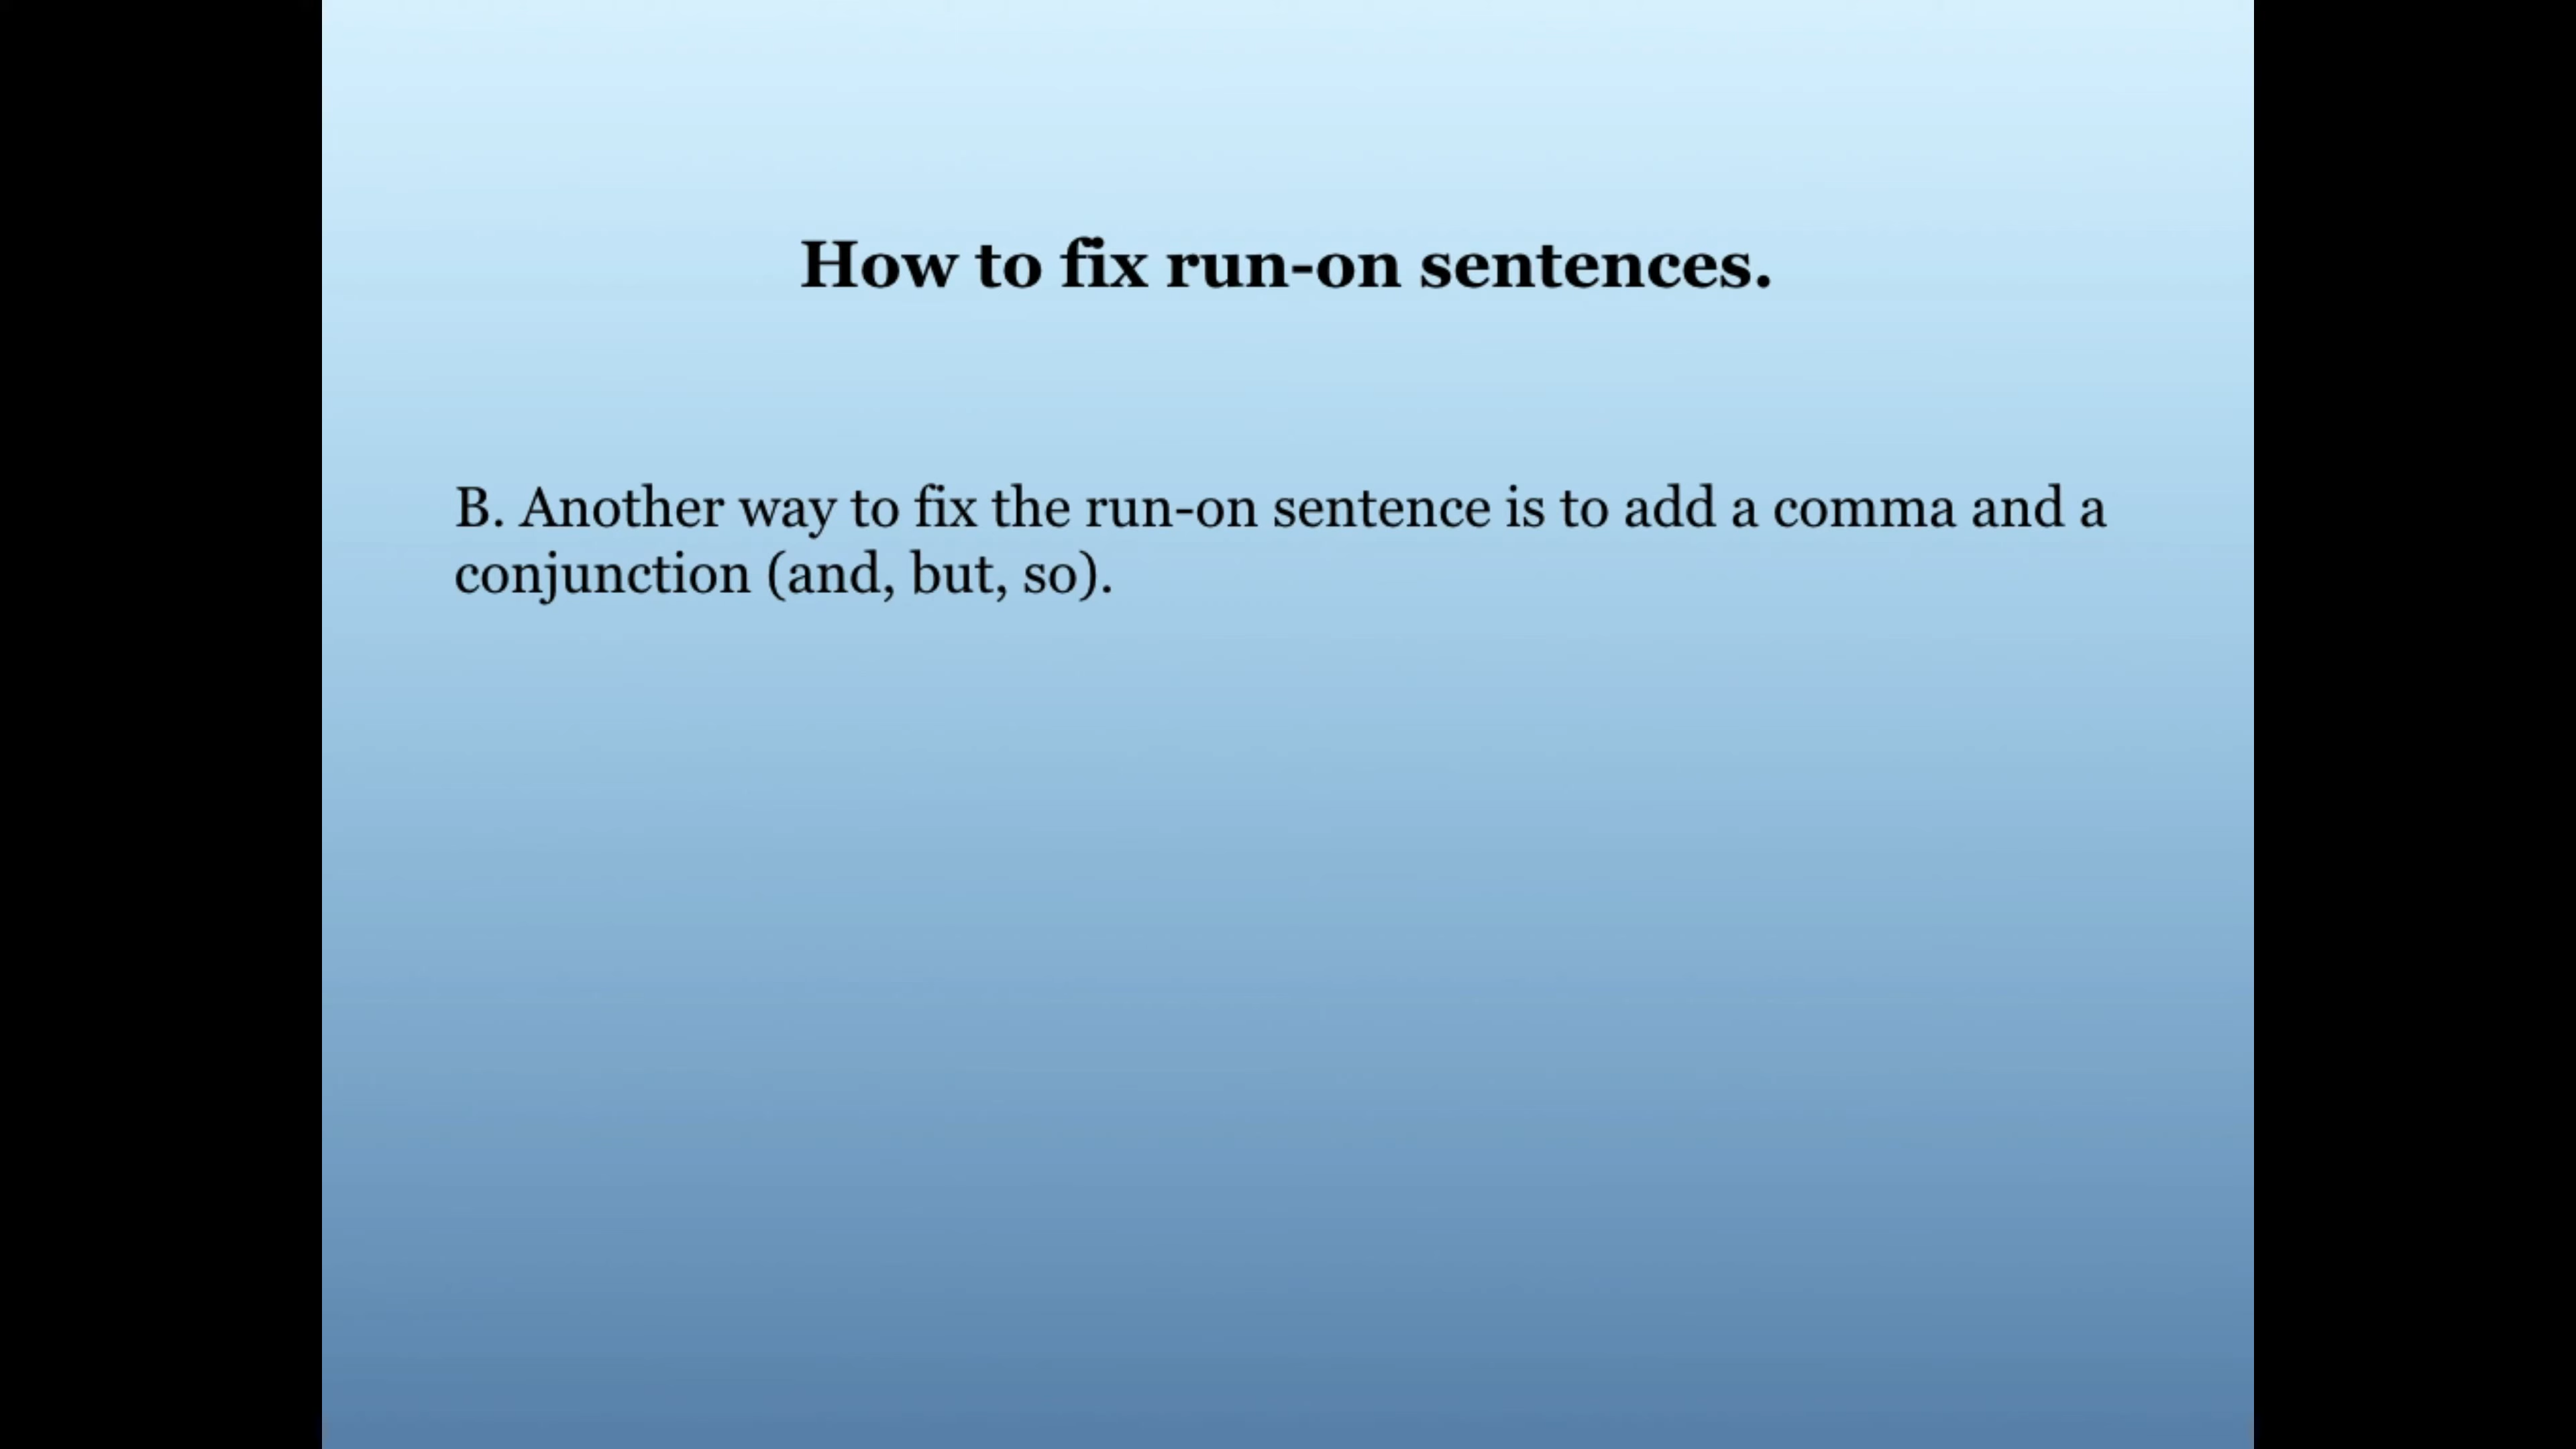 How to fix run-on sentences.
B. Another way to fix the run-on sentence is to add a comma and a
conjunction (and, but, so).